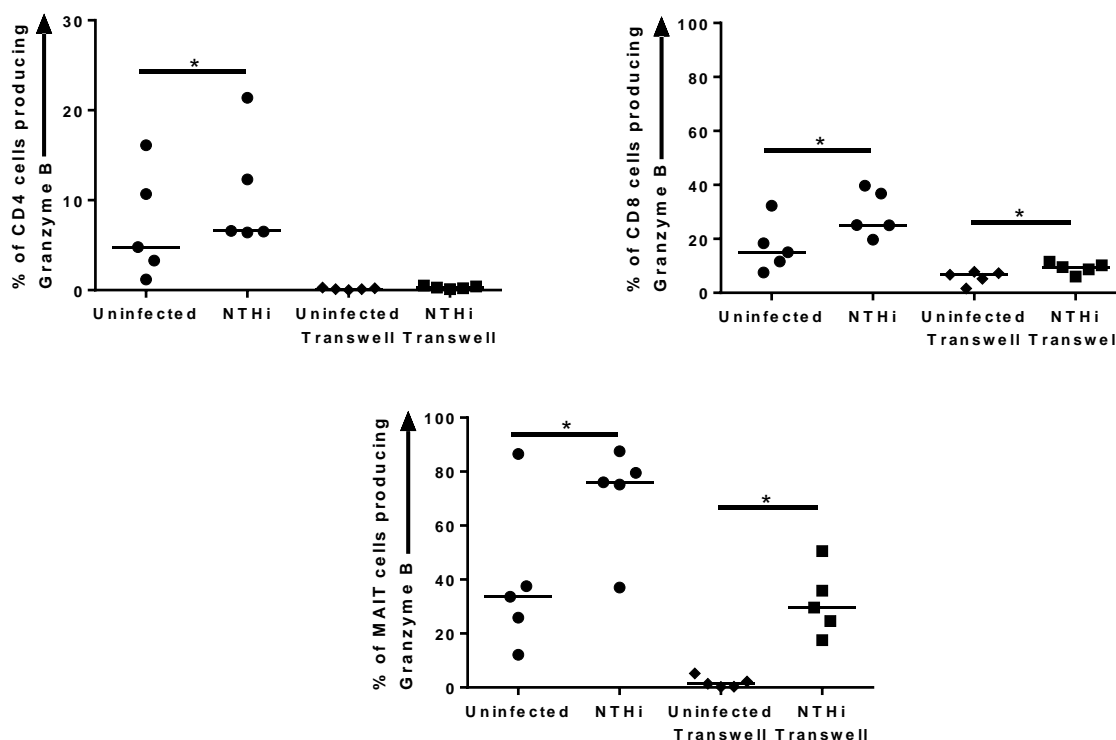 % of CD4 cells producing
Granzyme B
30
20
10
0
*
Uninfected NTHi Uninfected NTHi
Transwell Transwell
% of CD8 cells producing
Granzyme B
100
80
60
40
20
0
*
*
Uninfected NTHi Uninfected NTHi
Transwell Transwel
% of MAIT cells producing
Granzyme B
100
80
60
40
20
0
*
*
Uninfected NTHi Uninfected NTHi
Transwell Transwell